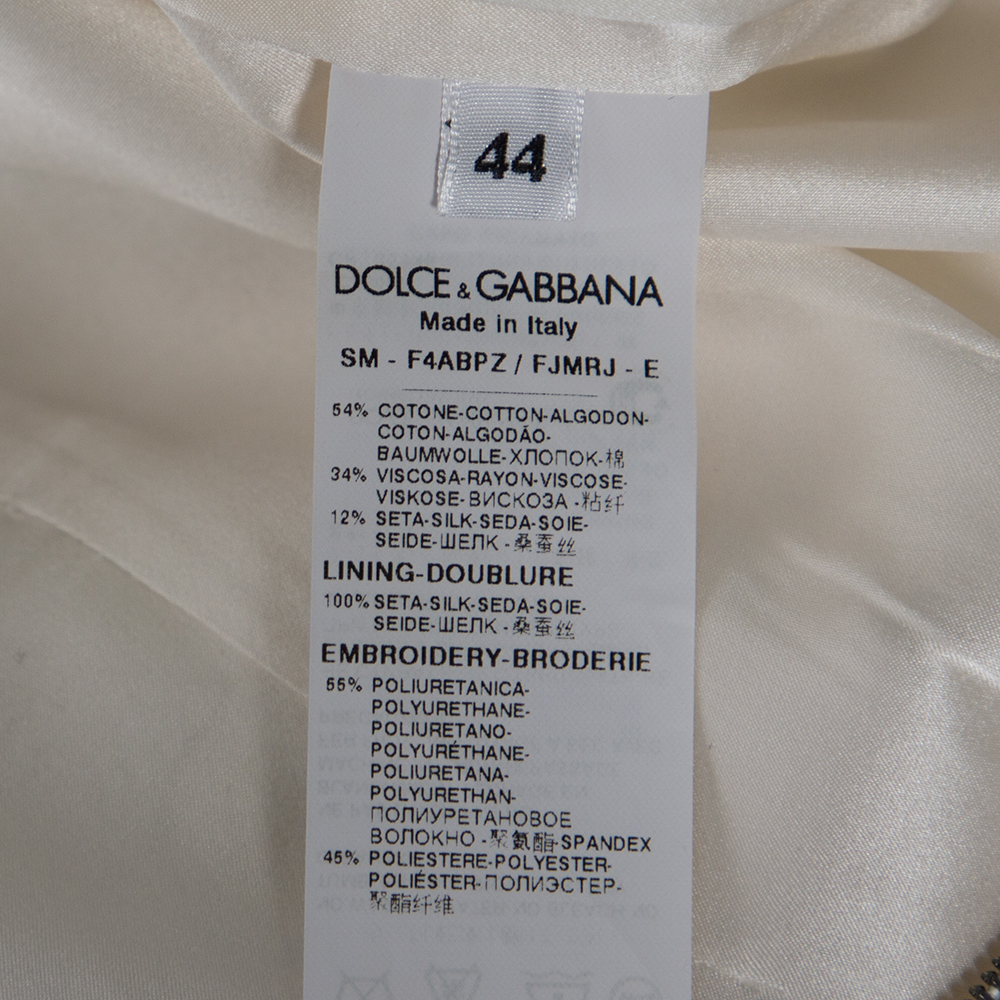 44
DOLCE & GABBANA
Made in Italy
SM - F4ABPZ / FJMRJ - E
54% COTONE-COTTON-ALGODON-
COTON-ALGODÃO-
BAUMWOLLE-ХЛОПОК-棉
34% VISCOSA-RAYON-VISCOSE-
VISKOSE-ВИСКОЗА -粘纤
12% SETA-SILK-SEDA-SOIE-
SEIDE-ШЕЛК -桑蚕丝
LINING-DOUBLURE
100% SETA-SILK-SEDA-SOIE-
SEIDE-ШЕЛК -桑蚕丝
EMBROIDERY-BRODERIE
55% POLIURETANICA-
POLYURETHANE-
POLIURETANO-
POLYURÉTHANE-
POLIURETANA-
POLYURETHAN-
ПОЛИУРЕТАНОВОЕ
ВОЛОКНО -聚氨酯-SPANDEX
45% POLIESTERE-POLYESTER-
POLIÉSTER-ПОЛИЭСТЕР-
聚酯纤维